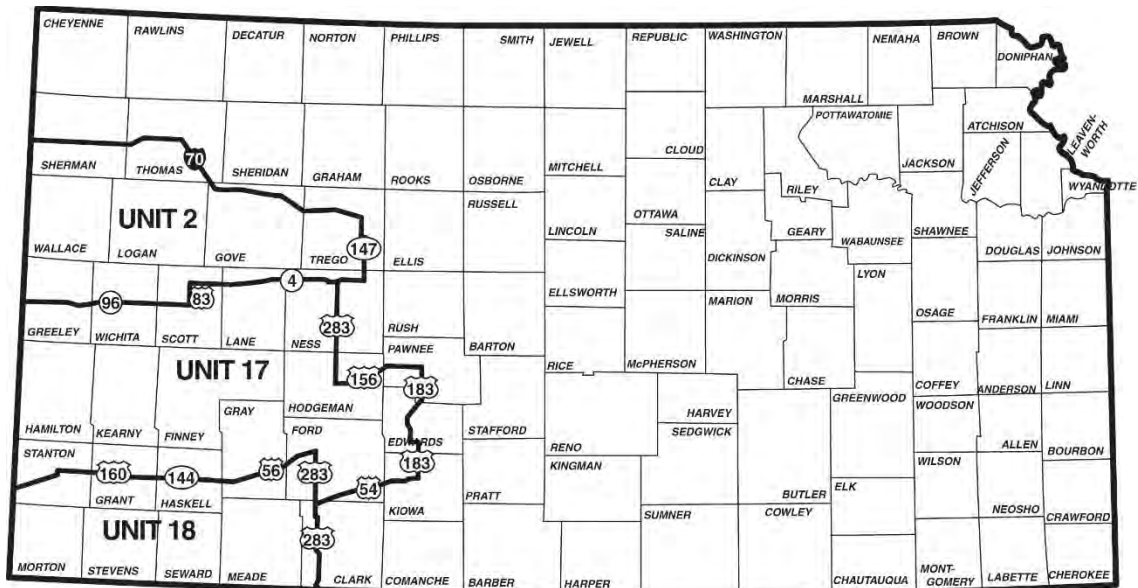 CHEYENNE
RAWLINS
DECATUR
NORTON
PHILLIPS
SMITH
JEWELL
REPUBLIC
WASHINGTON
NEMAHA
BROWN
DONIPHAN
MARSHALL
POTTAWATOMIE
ATCHISON
LEAVEN-
WORTH
SHERMAN
THOMAS
70
SHERIDAN
GRAHAM
ROOKS
OSBORNE
MITCHELL
CLOUD
CLAY
RILEY
JACKSON
JEFFERSON
WYANDOTTE
UNIT 2
RUSSELL
LINCOLN
OTTAWA
SALINE
GEARY
WABAUNSEE
SHAWNEE
DOUGLAS
JOHNSON
WALLACE
LOGAN
GOVE
TREGO
147
ELLIS
ELLSWORTH
DICKINSON
LYON
96
83
4
MARION
MORRIS
OSAGE
FRANKLIN
MIAMI
GREELEY
WICHITA
SCOTT
LANE
NESS
283
RUSH
BARTON
RICE
McPHERSON
CHASE
COFFEY
ANDERSON
LINN
UNIT 17
PAWNEE
156
183
HAMILTON
KEARNY
FINNEY
GRAY
HODGEMAN
FORD
EDWARDS
STAFFORD
RENO
HARVEY
SEDGWICK
GREENWOOD
WOODSON
ALLEN
BOURBON
STANTON
160
144
56
283
54
183
KINGMAN
WILSON
GRANT
HASKELL
KIOWA
PRATT
BUTLER
COWLEY
ELK
NEOSHO
CRAWFORD
UNIT 18
283
SUMNER
MORTON
STEVENS
SEWARD
MEADE
CLARK
COMANCHE
BARBER
HARPER
CHAUTAUQUA
MONT-
GOMERY
LABETTE
CHEROKEE